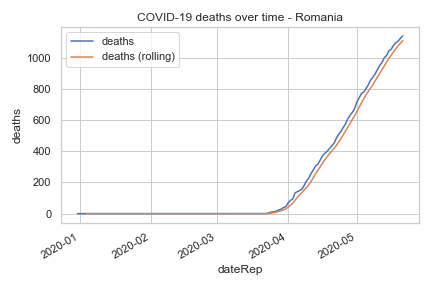 COVID-19 deaths over time - Romania
deaths
deaths (rolling)
deaths
1000
800
600
400
200
0
2020-01
2020-02
2020-03
2020-04
2020-05
dateRep